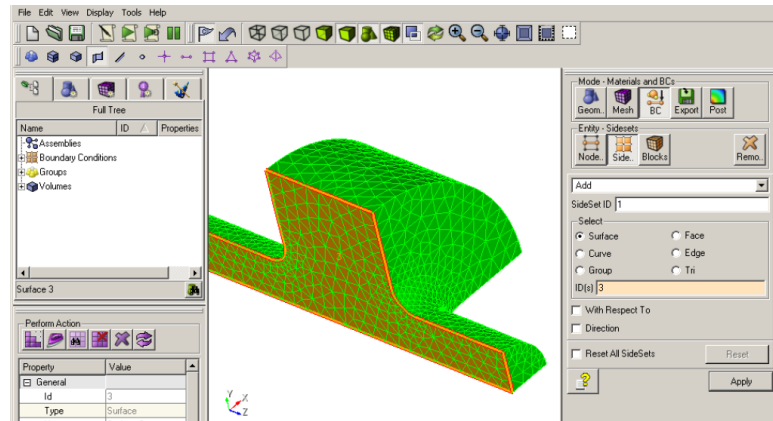 File Edit View Display Tools Help
Full Tree
Name ID Properties
Assemblies
Boundary Conditions
Groups
Volumes
Surface 3
Perform Action
Property Value
General
Id 3
Type Surface
Y X
Z
Mode - Materials and BCs
Geom.. Mesh BC Export Post
Entity - Sidesets
Node.. Side.. Blocks Remo..
Add
SideSet ID 1
Select
Surface Face
Curve Edge
Group Tri
ID(s) 3
With Respect To
Direction
Reset All SideSets Reset
Apply